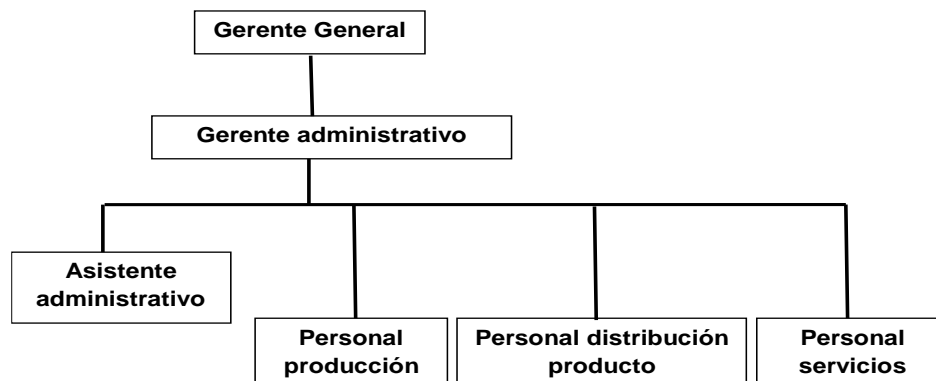 Gerente General
Gerente administrativo
Asistente
administrativo
Personal
producción
Personal distribución
producto
Personal
servicios